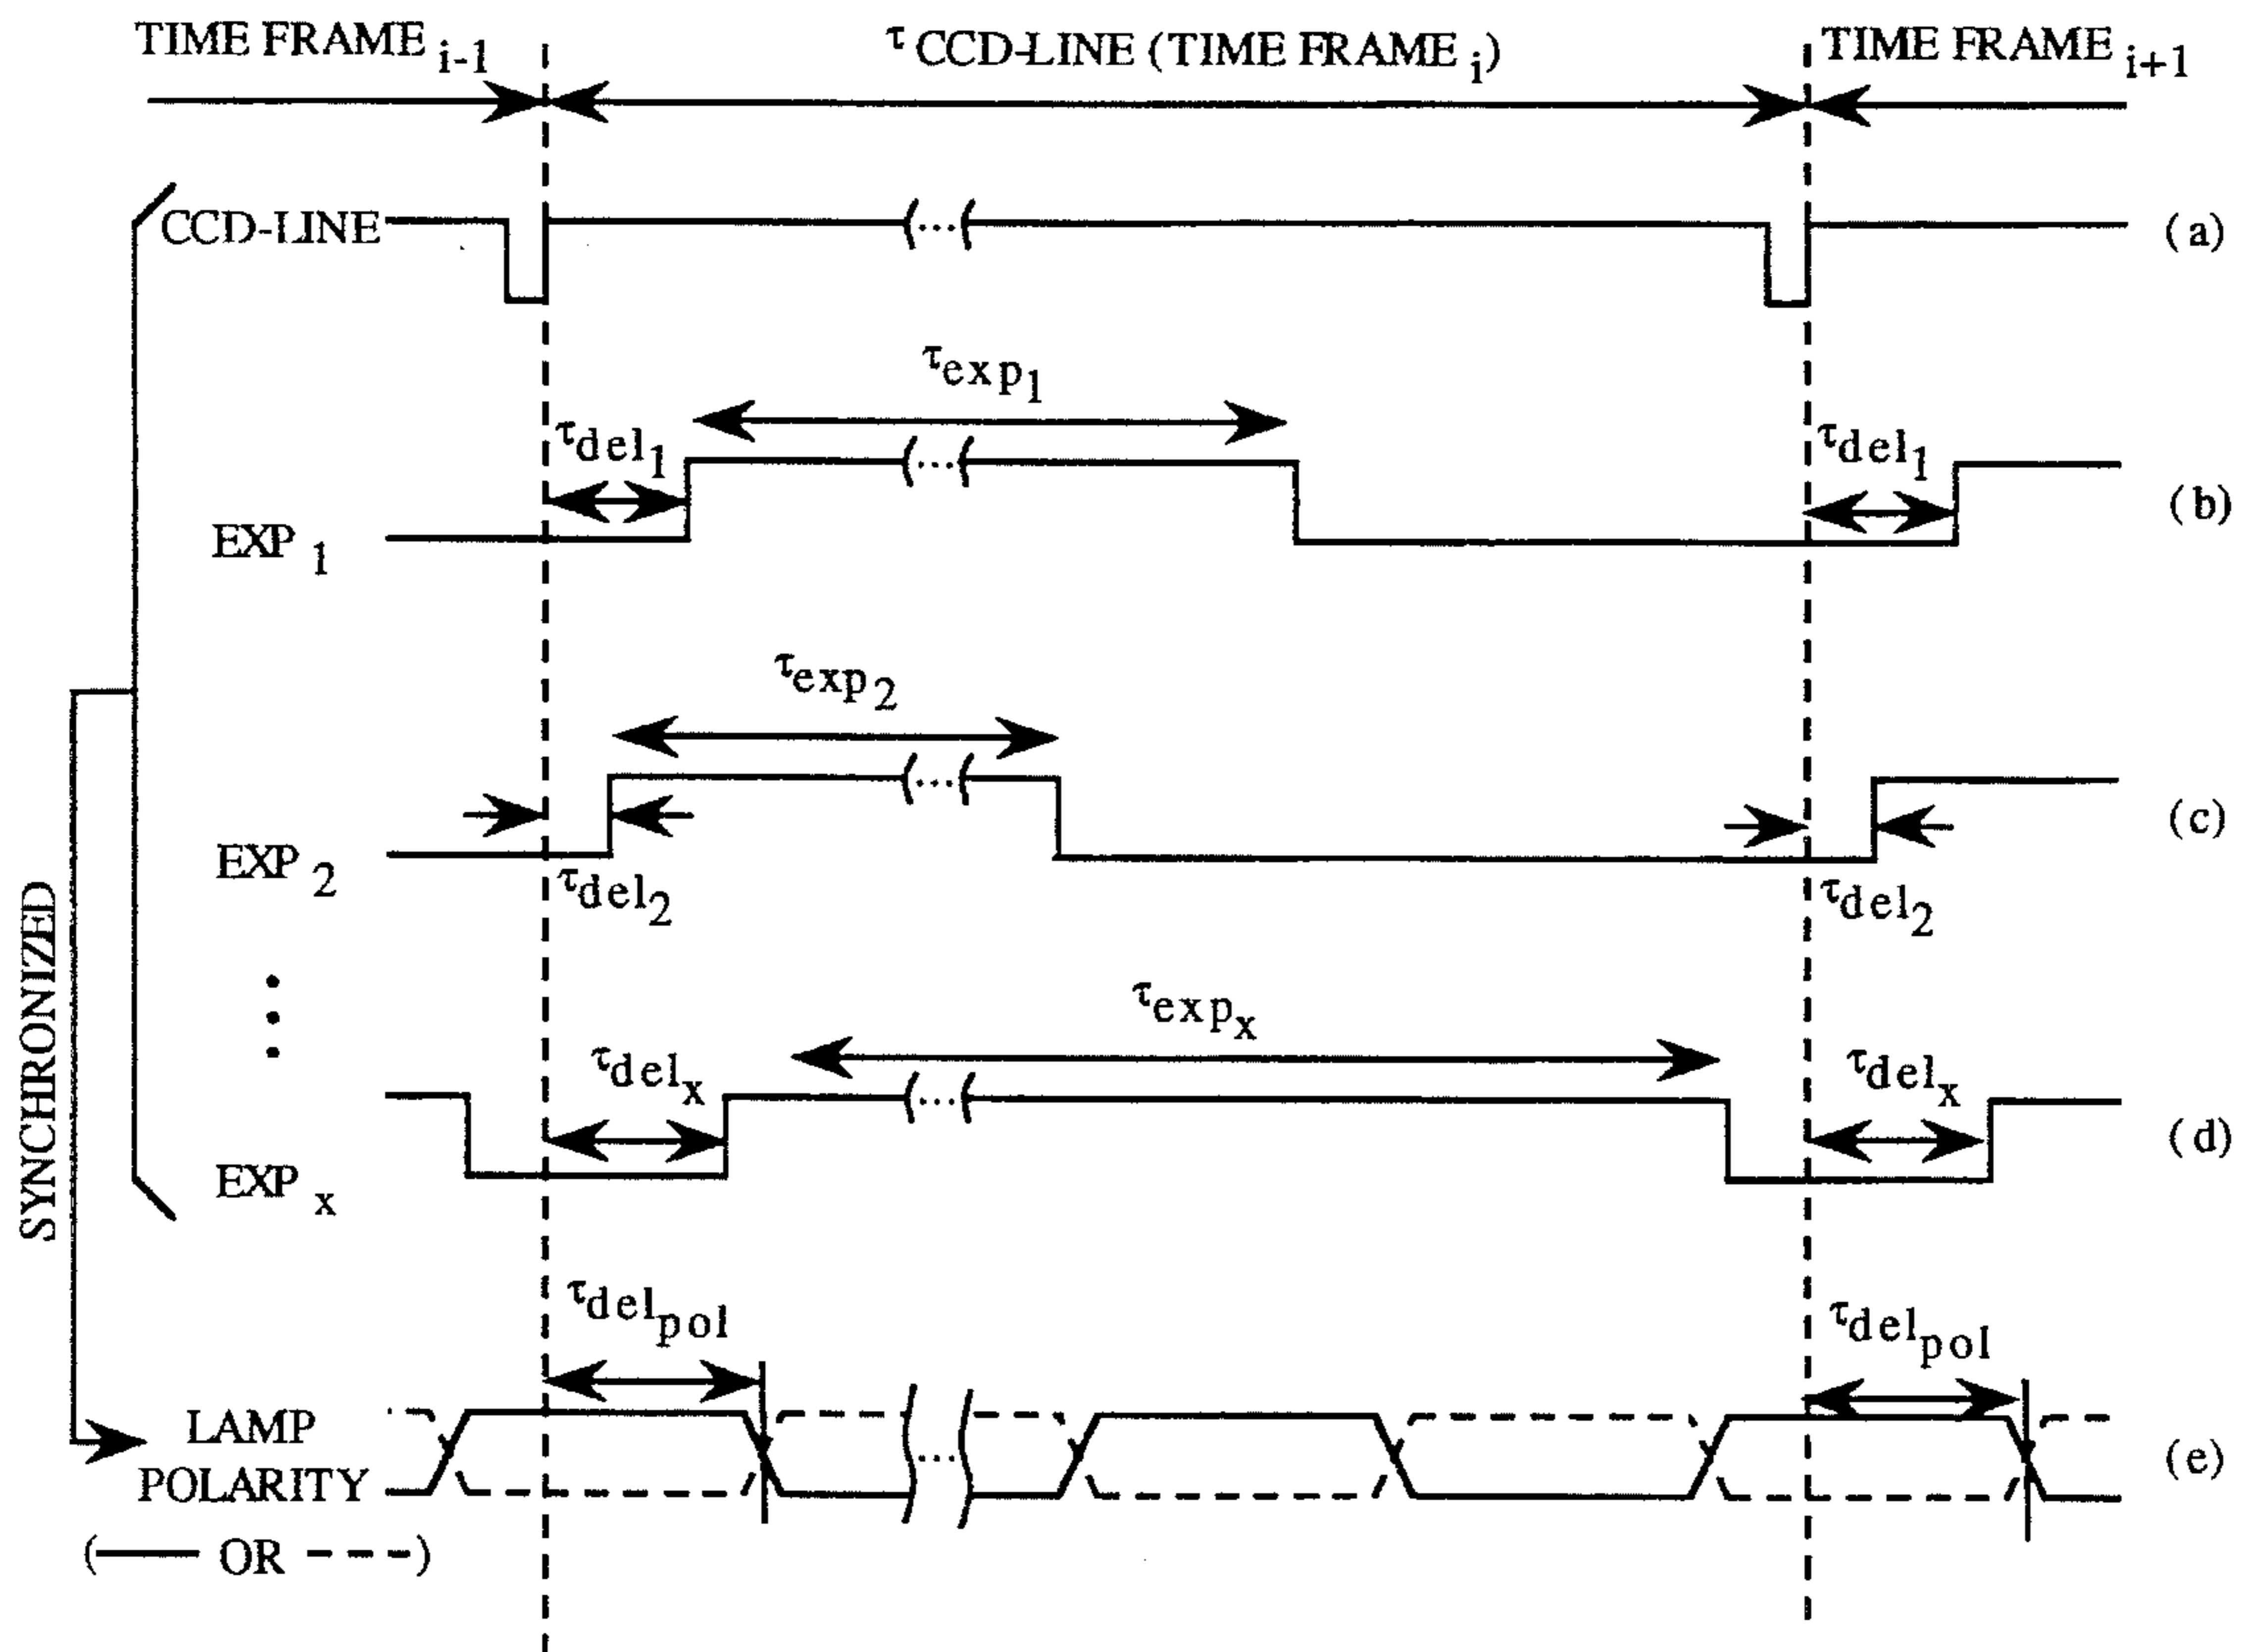 TIME FRAME i-1
τ CCD-LINE (TIME FRAME i)
TIME FRAME i+1
CCD-LINE
(...(
(a)
τexp1
τdel1
(...(
τdel1
EXP 1
(b)
τexp2
(...(
EXP 2
τdel2
τdel2
(c)
SYNCHRONIZED
τexpx
τdelx
(...(
τdelx
EXP x
(d)
τdelpol
τdelpol
LAMP
POLARITY
(...(
(e)
(—— OR - - - -)